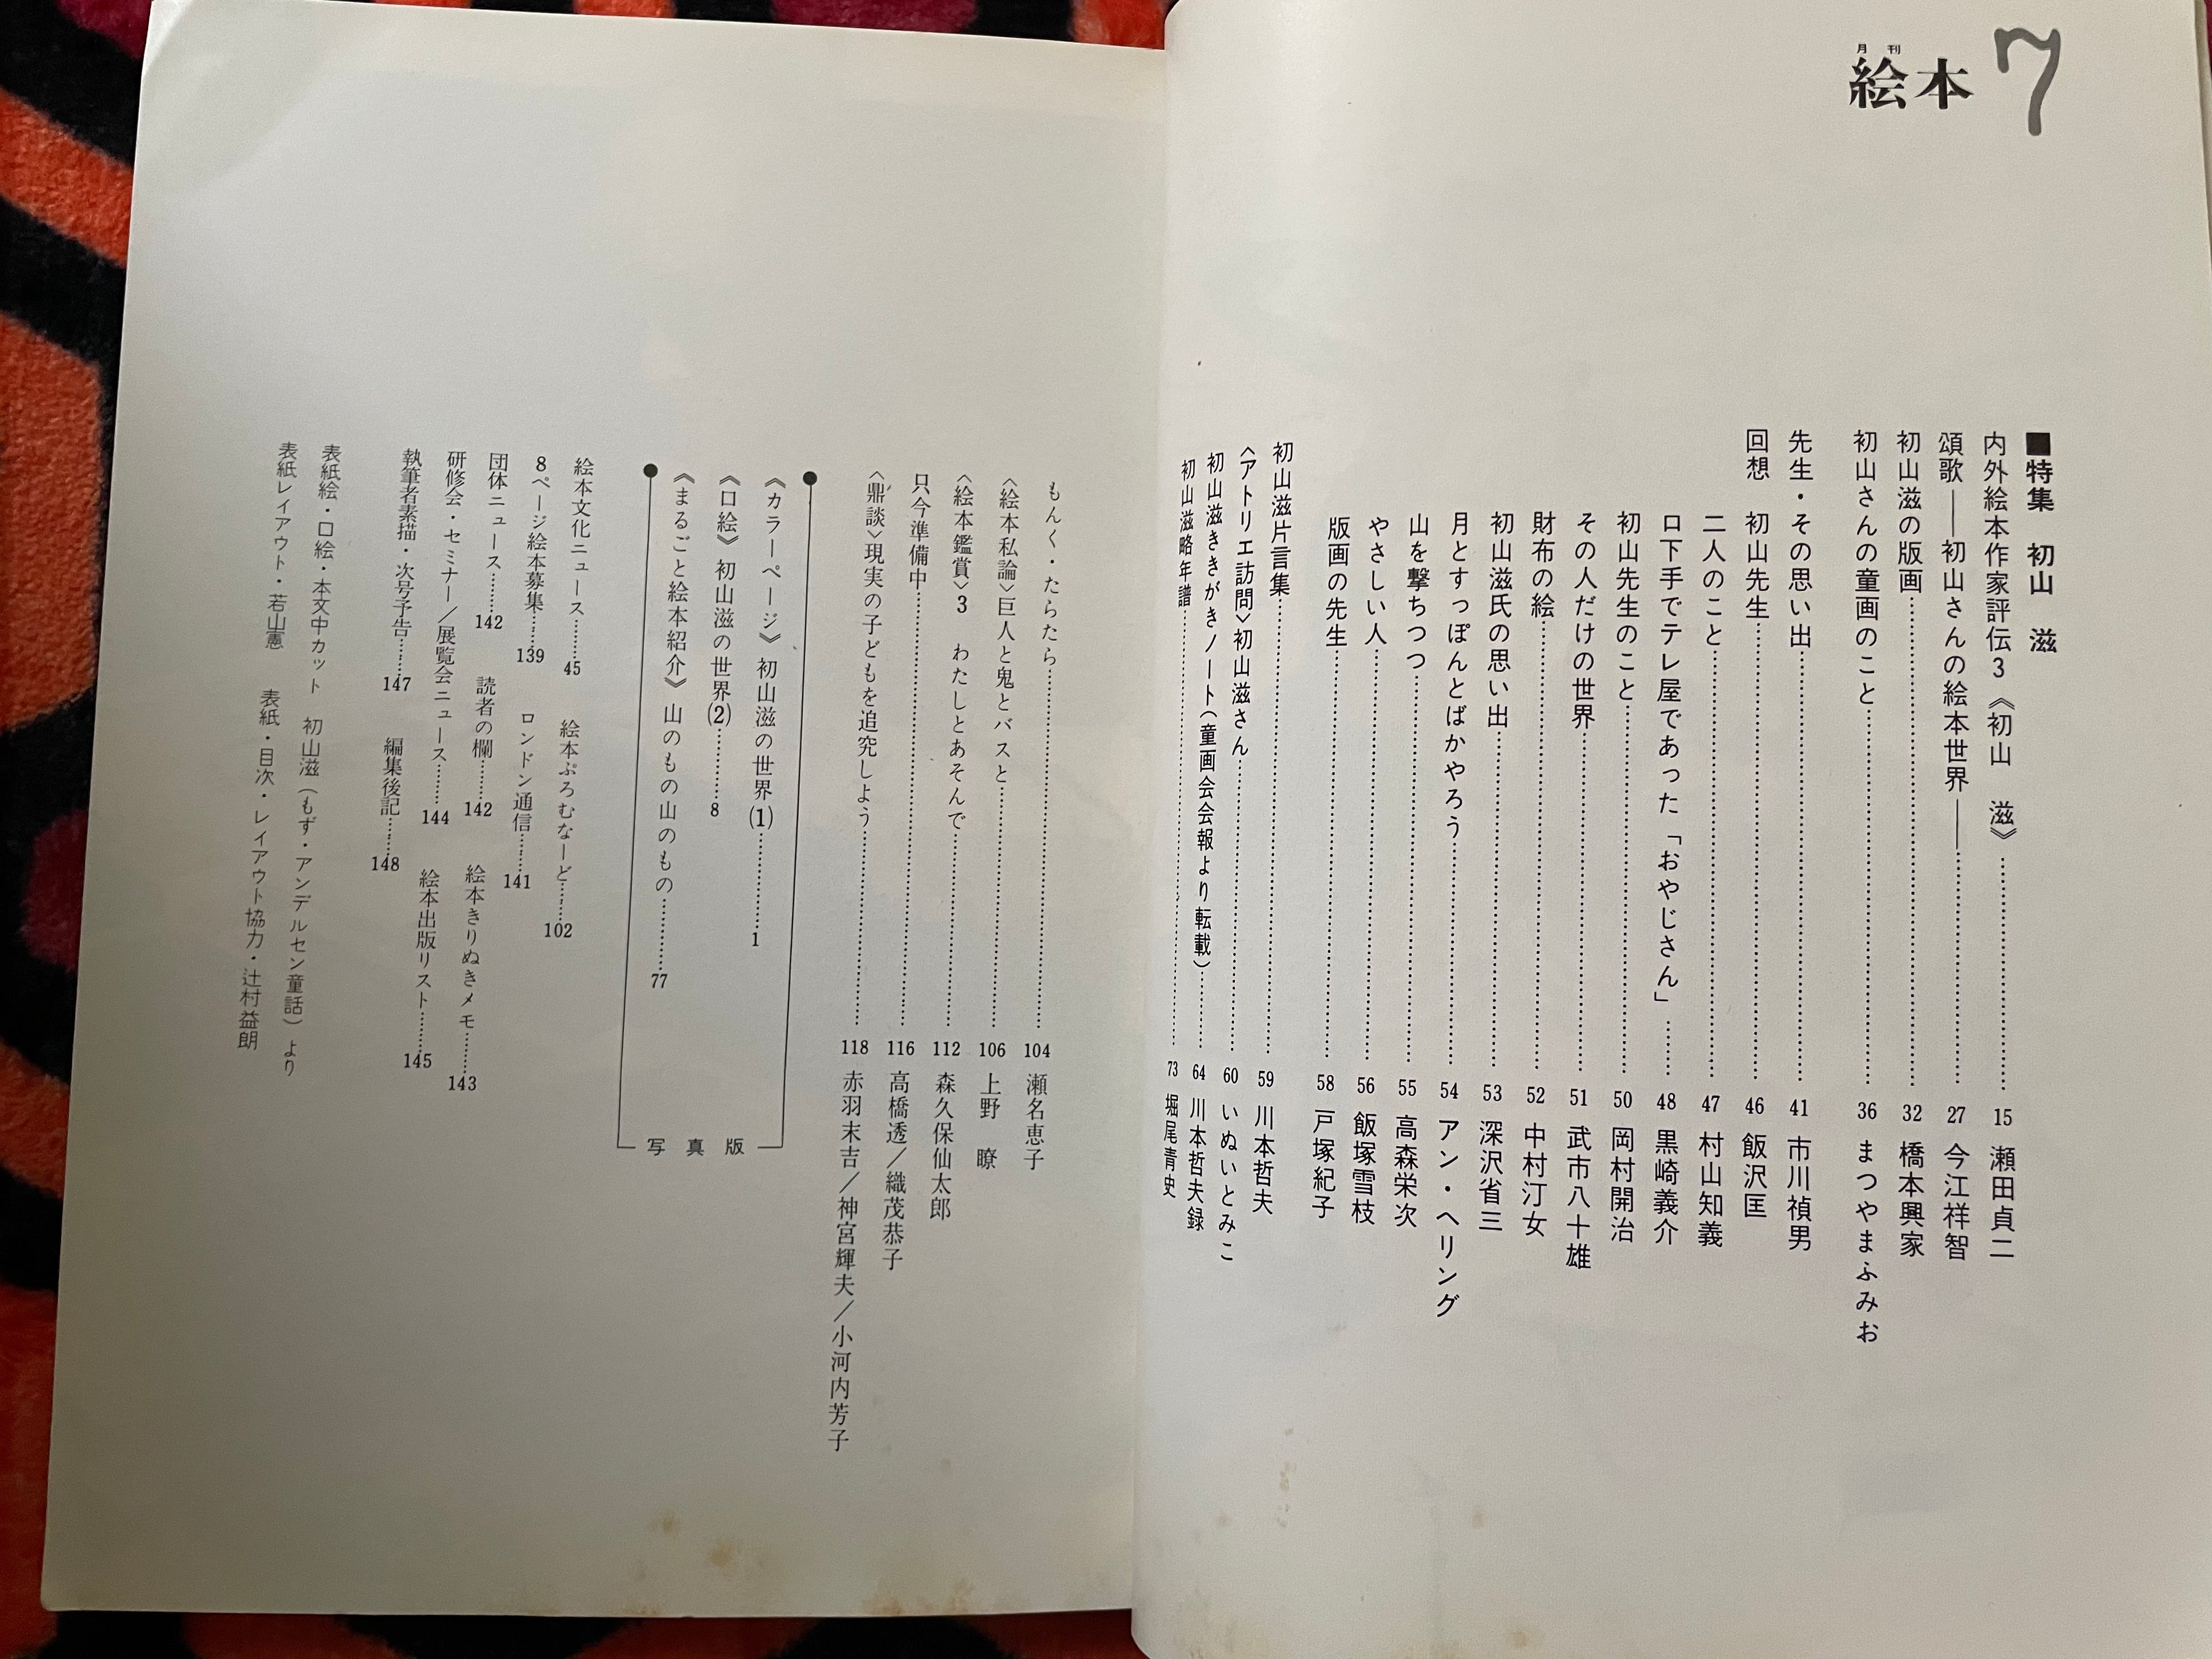 月刊
絵本 7
■特集 初山 滋
内外絵本作家評伝3《初山 滋》…………15 瀬田貞二
頌歌——初山さんの絵本世界——…………27 今江祥智
初山滋の版画…………32 橋本興家
初山さんの童画のこと…………36 まつやまふみお
先生・その思い出…………41 市川禎男
回想 初山先生…………46 飯沢匡
二人のこと…………47 村山知義
口下手でテレ屋であった「おやじさん」……48 黒崎義介
初山先生のこと…………50 岡村開治
その人だけの世界…………51 武市八十雄
財布の絵…………52 中村汀女
初山滋氏の思い出…………53 深沢省三
月とすっぽんとばかやろう…………54 アン・ヘリング
山を撃ちつつ…………55 高森栄次
やさしい人…………56 飯塚雪枝
版画の先生…………58 戸塚紀子
初山滋片言集…………59 川本哲夫
〈アトリエ訪問〉初山滋さん…………60 いぬいとみこ
初山滋ききがきノート(童画会会報より転載)……64 川本哲夫録
初山滋略年譜…………73 堀尾青史
もんく・たらたら…………104 瀬名恵子
〈絵本私論〉巨人と鬼とバスと…………106 上野 瞭
〈絵本鑑賞〉3 わたしとあそんで…………112 森久保仙太郎
只今準備中…………116 高橋透/織茂恭子
〈鼎談〉現実の子どもを追究しよう…………118 赤羽末吉/神宮輝夫/小河内芳子
《カラーページ》初山滋の世界(1)…………1
《口絵》初山滋の世界(2)…………8
《まるごと絵本紹介》山のもの山のもの…………77
写真版
絵本文化ニュース……45 絵本ぷろむなーど……102
8ページ絵本募集……139 ロンドン通信……141
団体ニュース……142 読者の欄……142 絵本きりぬきメモ……143
研修会・セミナー/展覧会ニュース……144 絵本出版リスト……145
執筆者素描・次号予告……147 編集後記……148
表紙絵・口絵・本文中カット 初山滋(もず・アンデルセン童話)より
表紙レイアウト・若山憲 表紙・目次・レイアウト協力・辻村益朗